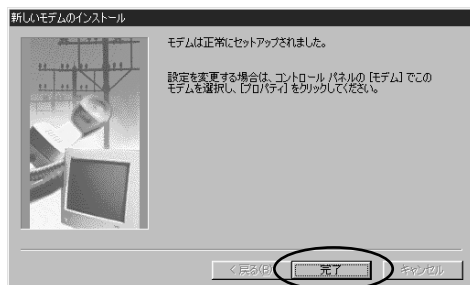 新しいモデムのインストール
モデムは正常にセットアップされました。
設定を変更する場合は、コントロール パネルの [モデム] でこの
モデムを選択し、[プロパティ] をクリックしてください。
< 戻る(B)
完了
キャンセル